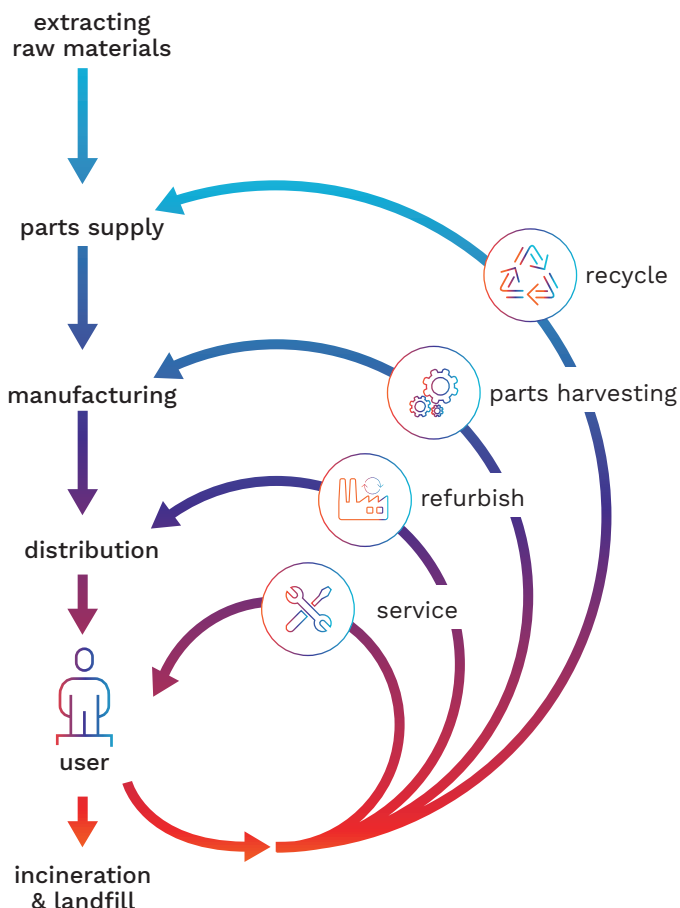 extracting
raw materials
parts supply
recycle
manufacturing
parts harvesting
refurbish
distribution
service
user
incineration
& landfill